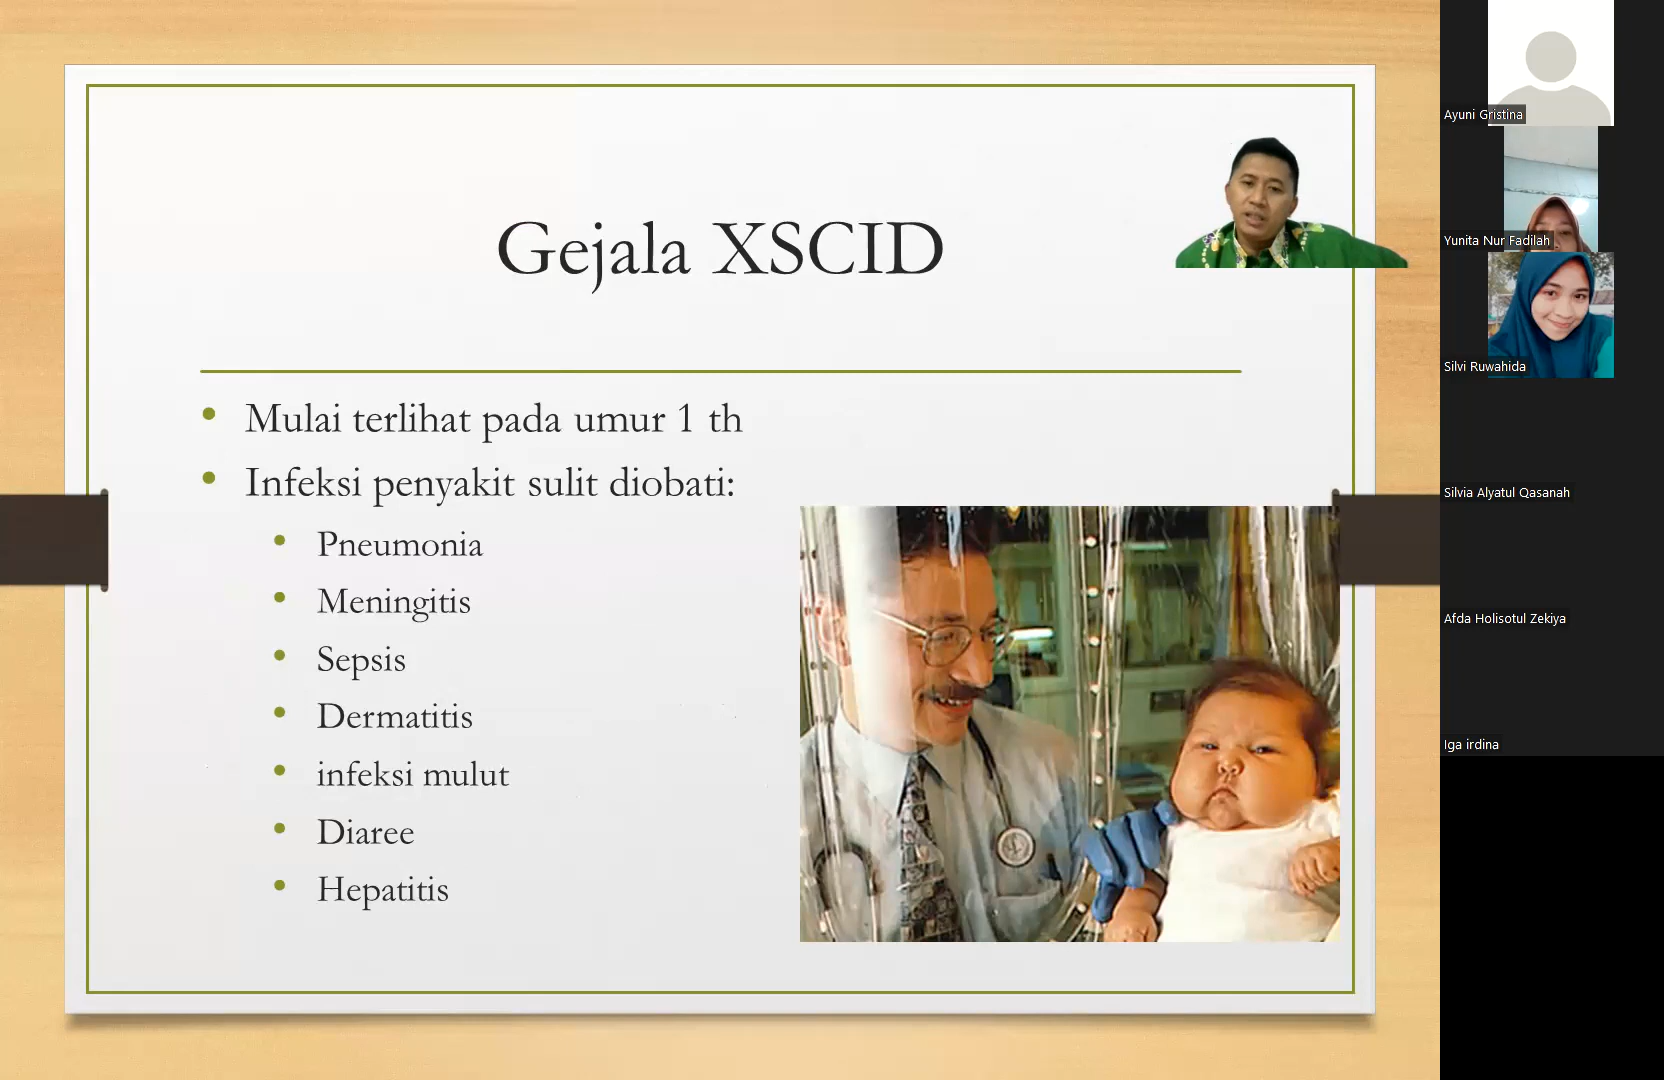 Gejala XSCID
Mulai terlihat pada umur 1 th
Infeksi penyakit sulit diobati:
Pneumonia
Meningitis
Sepsis
Dermatitis
infeksi mulut
Diaree
Hepatitis
Ayuni Gristina
Yunita Nur Fadilah
Silvi Ruwahida
Silvia Alyatul Qasanah
Afda Holisotul Zekiya
Iga irdina